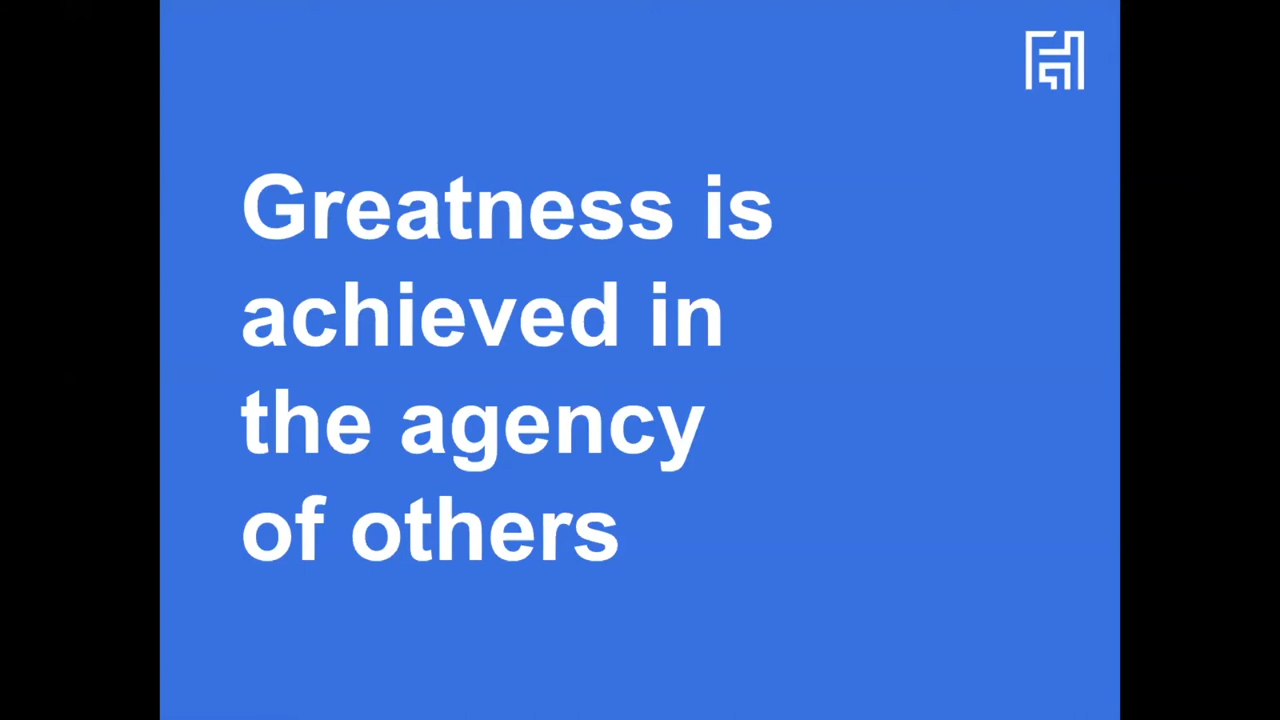 Greatness is
achieved in
the agency
of others